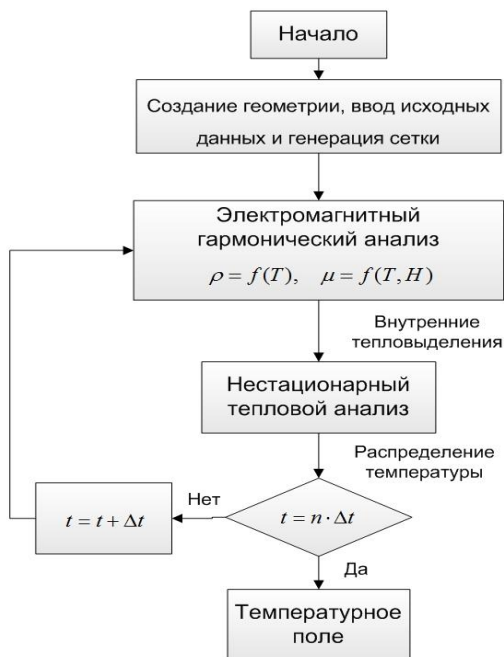 Начало
Создание геометрии, ввод исходных
данных и генерация сетки
Электромагнитный
гармонический анализ
ρ = f(T), μ = f(T, H)
Внутренние
тепловыделения
Нестационарный
тепловой анализ
Распределение
температуры
Нет
t = t + Δt
t = n · Δt
Да
Температурное
поле